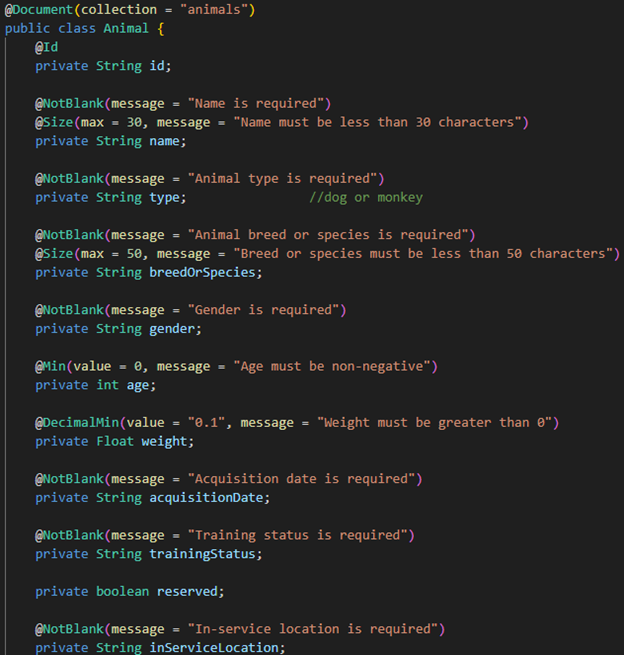 @Document(collection = "animals")
public class Animal {
@Id
private String id;
@NotBlank(message = "Name is required")
@Size(max = 30, message = "Name must be less than 30 characters")
private String name;
@NotBlank(message = "Animal type is required")
private String type; //dog or monkey
@NotBlank(message = "Animal breed or species is required")
@Size(max = 50, message = "Breed or species must be less than 50 characters")
private String breedOrSpecies;
@NotBlank(message = "Gender is required")
private String gender;
@Min(value = 0, message = "Age must be non-negative")
private int age;
@DecimalMin(value = "0.1", message = "Weight must be greater than 0")
private Float weight;
@NotBlank(message = "Acquisition date is required")
private String acquisitionDate;
@NotBlank(message = "Training status is required")
private String trainingStatus;
private boolean reserved;
@NotBlank(message = "In-service location is required")
private String inServiceLocation;